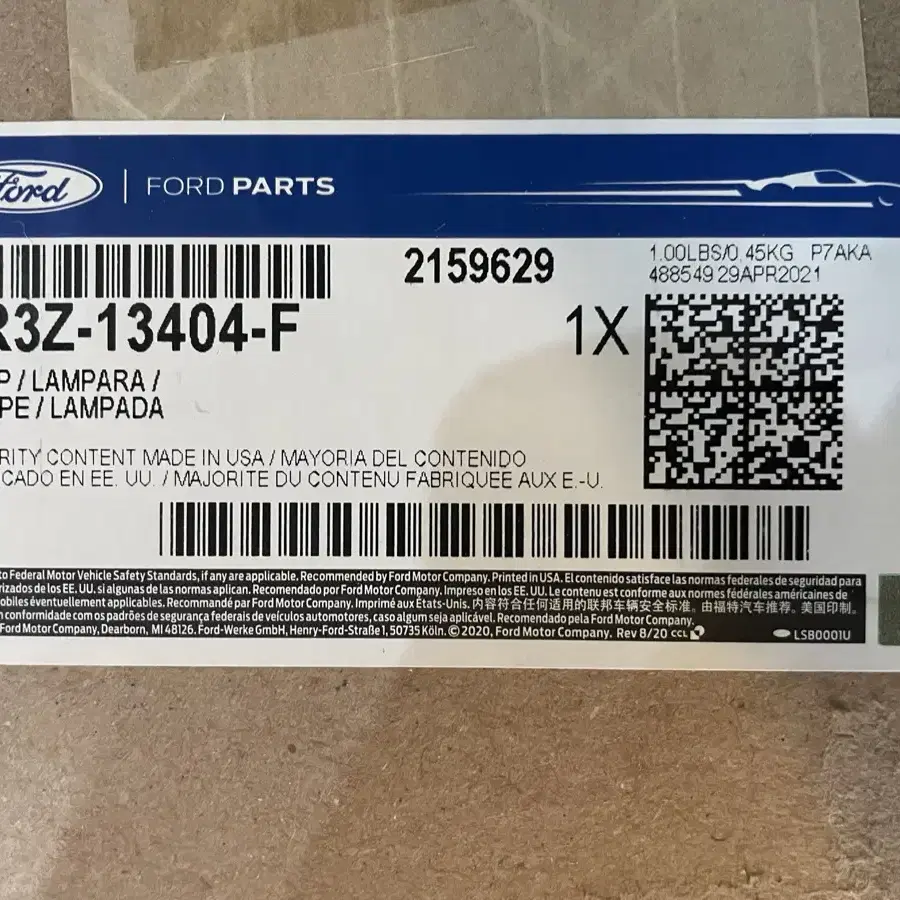 Ford | FORD PARTS
2159629
1.00LBS/0.45KG P7AKA
488549 29APR2021
R3Z-13404-F
1X
P / LAMPARA /
PE / LAMPADA
RITY CONTENT MADE IN USA / MAYORIA DEL CONTENIDO
CADO EN EE. UU. / MAJORITE DU CONTENU FABRIQUEE AUX E.-U.
to Federal Motor Vehicle Safety Standards, if any are applicable. Recommended by Ford Motor Company. Printed in USA. El contenido satisface las normas federales de seguridad para
rizados de los EE. UU. si algunas de las normas aplican. Recomendado por Ford Motor Company. Impreso en los EE. UU. Le contenu est conforme aux normes fédérales américaines de
obiles éventuellement applicables. Recommandé par Ford Motor Company. Imprimé aux États-Unis. 内容符合任何适用的联邦车辆安全标准。由福特汽车推荐。美国印制。
conformidade com os padrões de segurança federais de veículos automotores, caso algum seja aplicável. Recomendado pela Ford Motor Company.
Ford Motor Company, Dearborn, MI 48126. Ford-Werke GmbH, Henry-Ford-Straße 1, 50735 Köln. © 2020, Ford Motor Company. Rev 8/20 CCL
LSB0001U